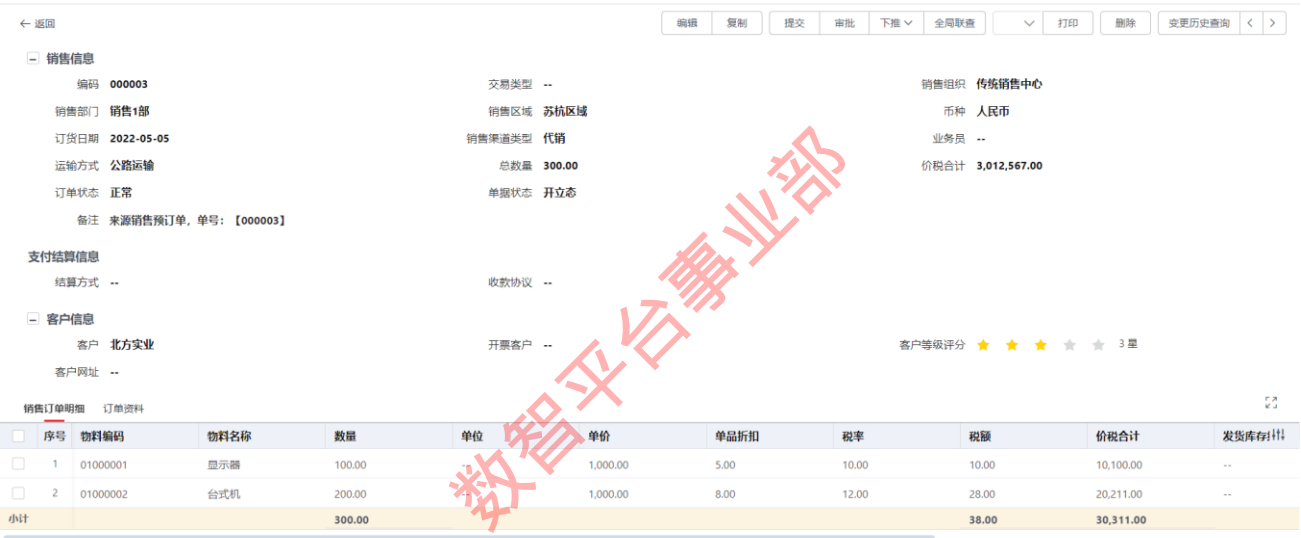 ← 返回 编辑 复制 提交 审批 下推 全局联查 打印 删除 变更历史查询
销售信息
编码 000003 交易类型 -- 销售组织 传统销售中心
销售部门 销售1部 销售区域 苏杭区域 币种 人民币
订货日期 2022-05-05 销售渠道类型 代销 业务员 --
运输方式 公路运输 总数量 300.00 价税合计 3,012,567.00
订单状态 正常 单据状态 开立态
备注 来源销售预订单，单号：【000003】
支付结算信息
结算方式 -- 收款协议 --
客户信息
客户 北方实业 开票客户 -- 客户等级评分 3 星
客户网址 --
销售订单明细 订单资料
序号 物料编码 物料名称 数量 单位 单价 单品折扣 税率 税额 价税合计 发货库存
1 01000001 显示器 100.00 -- 1,000.00 5.00 10.00 10.00 10,100.00 --
2 01000002 台式机 200.00 -- 1,000.00 8.00 12.00 28.00 20,211.00 --
小计 300.00 38.00 30,311.00
数智平台事业部